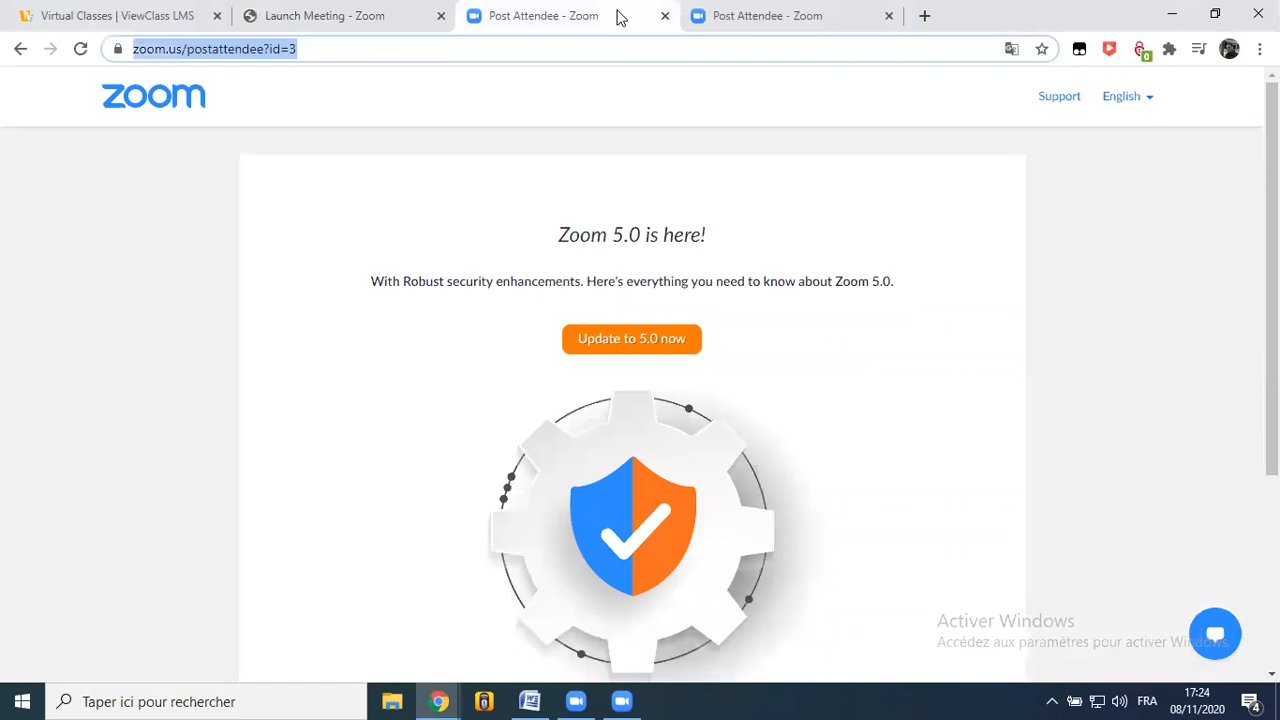 Virtual Classes | ViewClass LMS
Launch Meeting - Zoom
Post Attendee - Zoom
Post Attendee - Zoom
zoom.us/postattendee?id=3
0
zoom
Support
English
Zoom 5.0 is here!
With Robust security enhancements. Here's everything you need to know about Zoom 5.0.
Update to 5.0 now
Activer Windows
Accédez aux paramètres pour activer Windows.
Taper ici pour rechercher
FRA
17:24
08/11/2020
4